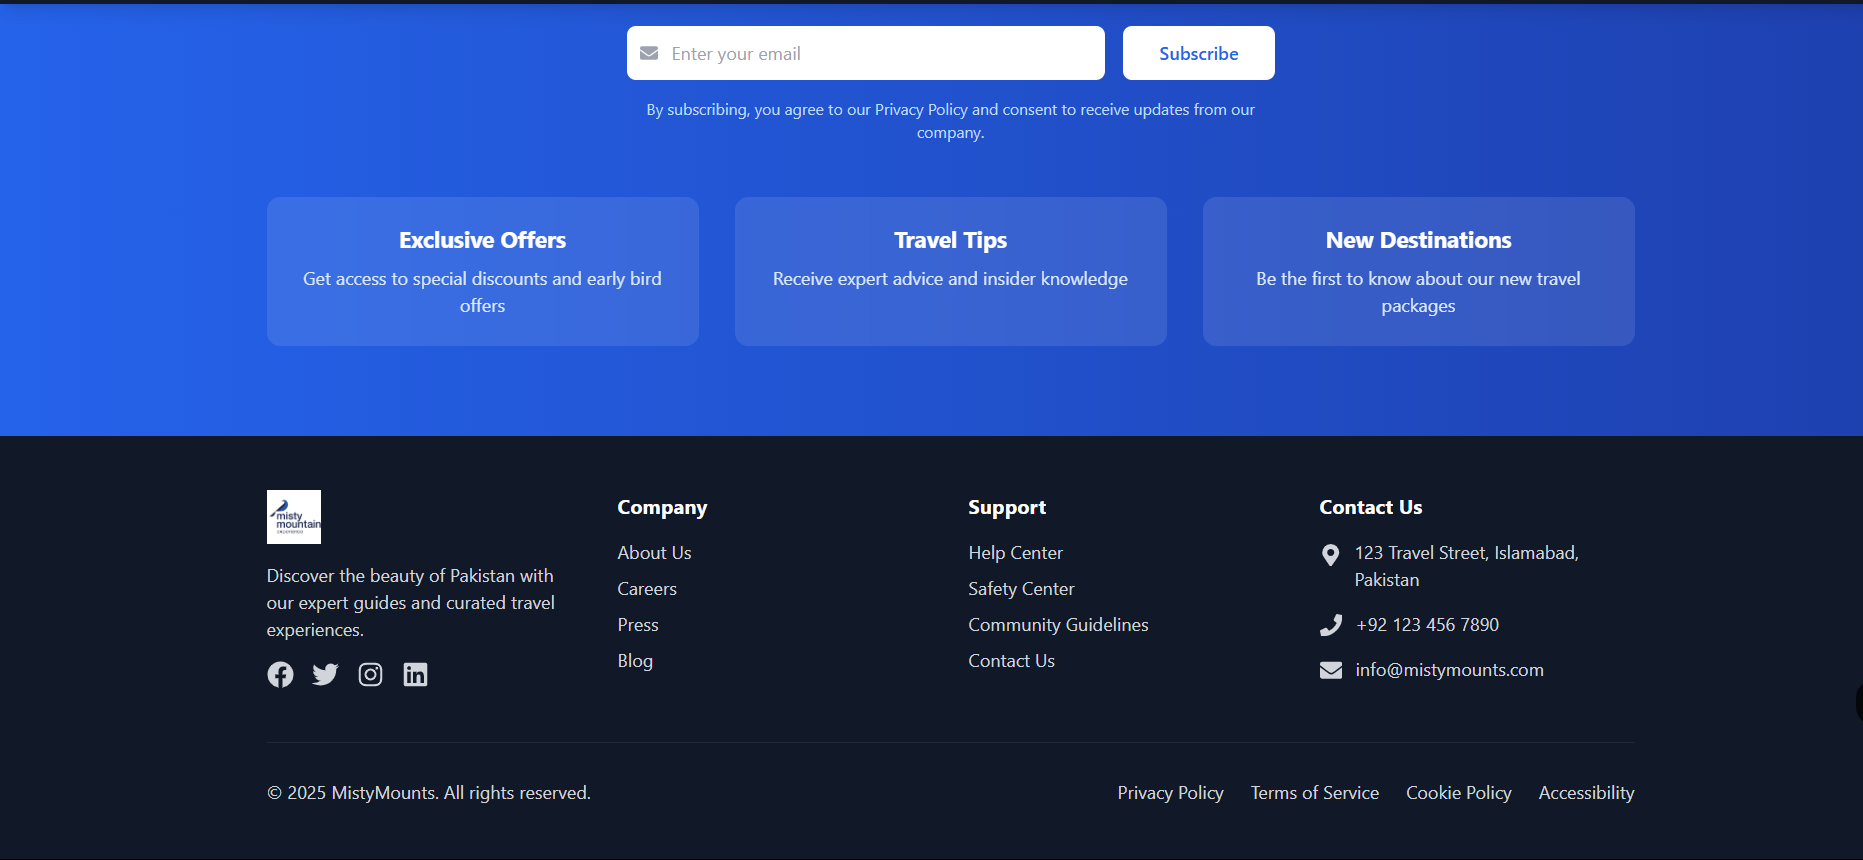 Enter your email
Subscribe
By subscribing, you agree to our Privacy Policy and consent to receive updates from our
company.
Exclusive Offers
Get access to special discounts and early bird
offers
Travel Tips
Receive expert advice and insider knowledge
New Destinations
Be the first to know about our new travel
packages
misty
mountain
experience
Discover the beauty of Pakistan with
our expert guides and curated travel
experiences.
Company
About Us
Careers
Press
Blog
Support
Help Center
Safety Center
Community Guidelines
Contact Us
Contact Us
123 Travel Street, Islamabad,
Pakistan
+92 123 456 7890
info@mistymounts.com
© 2025 MistyMounts. All rights reserved.
Privacy Policy
Terms of Service
Cookie Policy
Accessibility